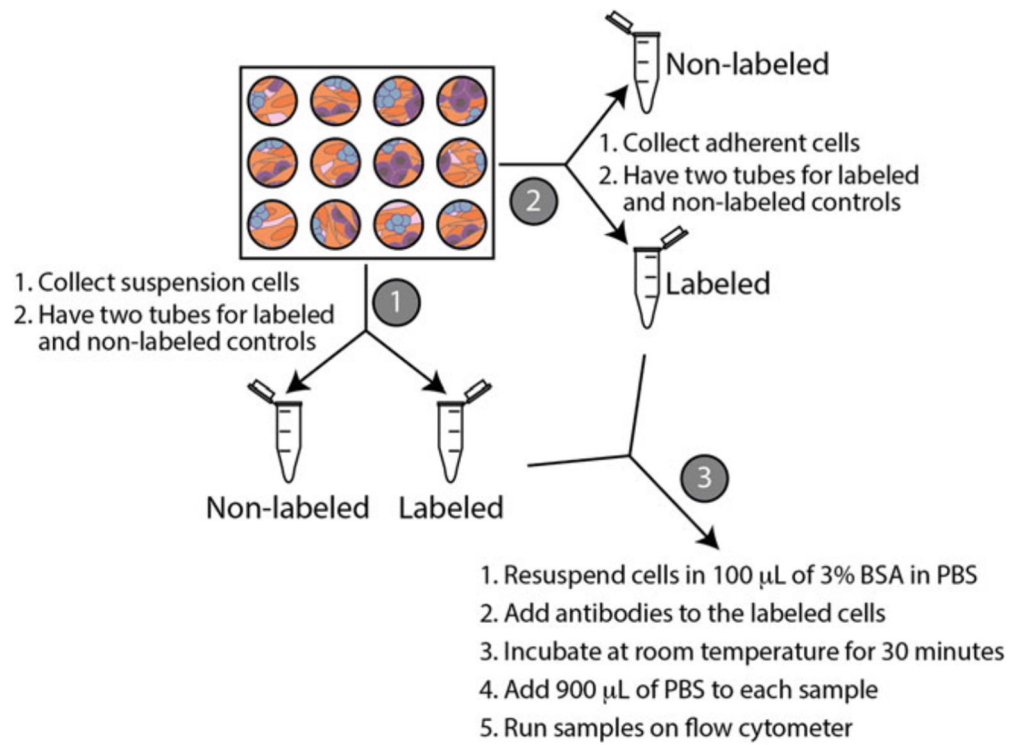 Non-labeled
1. Collect adherent cells
2. Have two tubes for labeled
and non-labeled controls
2
Labeled
1. Collect suspension cells
2. Have two tubes for labeled
and non-labeled controls
1
Non-labeled
Labeled
3
1. Resuspend cells in 100 μL of 3% BSA in PBS
2. Add antibodies to the labeled cells
3. Incubate at room temperature for 30 minutes
4. Add 900 μL of PBS to each sample
5. Run samples on flow cytometer